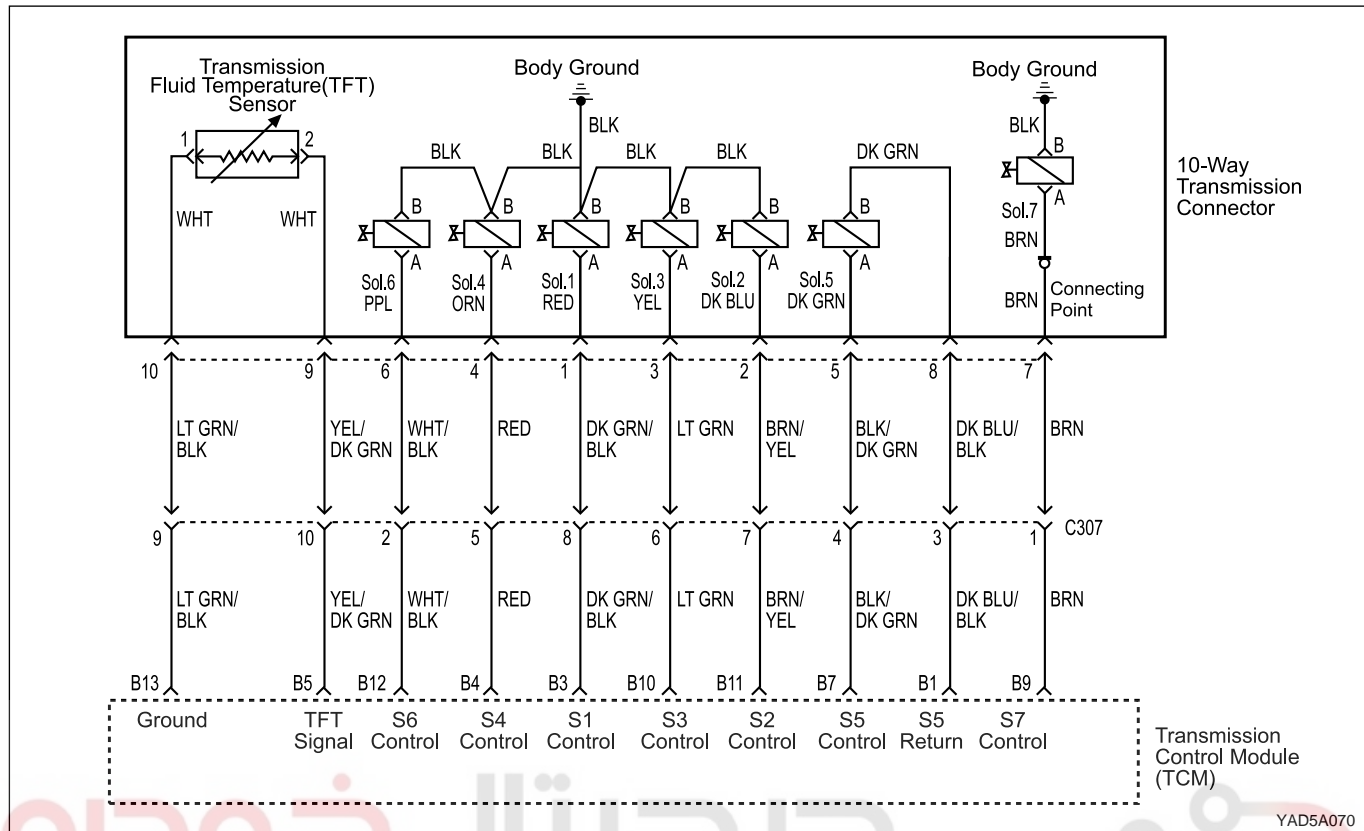 Transmission
Fluid Temperature(TFT)
Sensor
Body Ground
Body Ground
BLK
BLK
1
2
BLK
BLK
BLK
BLK
DK GRN
B
A
10-Way
Transmission
Connector
WHT
WHT
B
B
B
B
B
B
Sol.7
BRN
A
A
A
A
A
A
Sol.6
PPL
Sol.4
ORN
Sol.1
RED
Sol.3
YEL
Sol.2
DK BLU
Sol.5
DK GRN
BRN
Connecting
Point
10
9
6
4
1
3
2
5
8
7
LT GRN/
BLK
YEL/
DK GRN
WHT/
BLK
RED
DK GRN/
BLK
LT GRN
BRN/
YEL
BLK/
DK GRN
DK BLU/
BLK
BRN
9
10
2
5
8
6
7
4
3
1
C307
LT GRN/
BLK
YEL/
DK GRN
WHT/
BLK
RED
DK GRN/
BLK
LT GRN
BRN/
YEL
BLK/
DK GRN
DK BLU/
BLK
BRN
B13
B5
B12
B4
B3
B10
B11
B7
B1
B9
Ground
TFT
Signal
S6
Control
S4
Control
S1
Control
S3
Control
S2
Control
S5
Control
S5
Return
S7
Control
Transmission
Control Module
(TCM)
YAD5A070